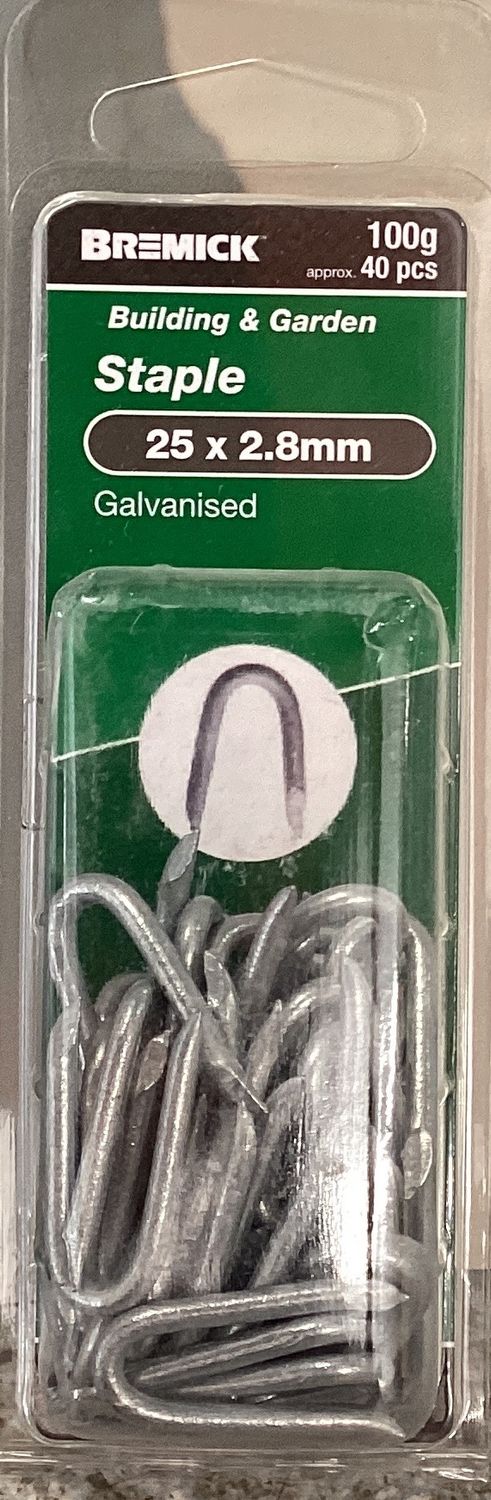 BREMICK
100g
approx. 40 pcs
Building & Garden
Staple
25 x 2.8mm
Galvanised